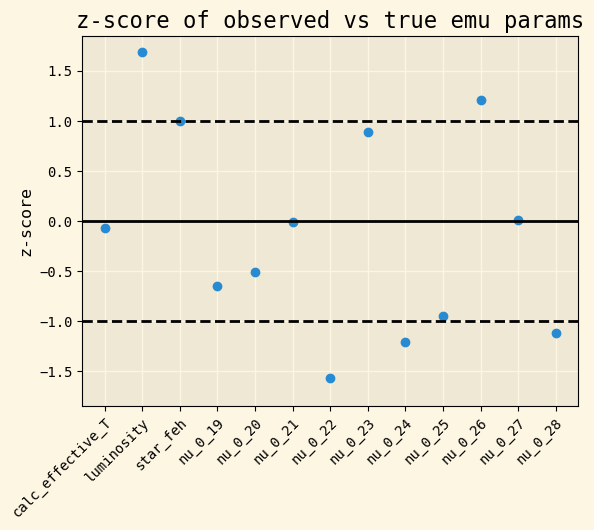 z-score of observed vs true emu params
z-score
1.5
1.0
0.5
0.0
−0.5
−1.0
−1.5
calc_effective_T
luminosity
star_feh
nu_0_19
nu_0_20
nu_0_21
nu_0_22
nu_0_23
nu_0_24
nu_0_25
nu_0_26
nu_0_27
nu_0_28